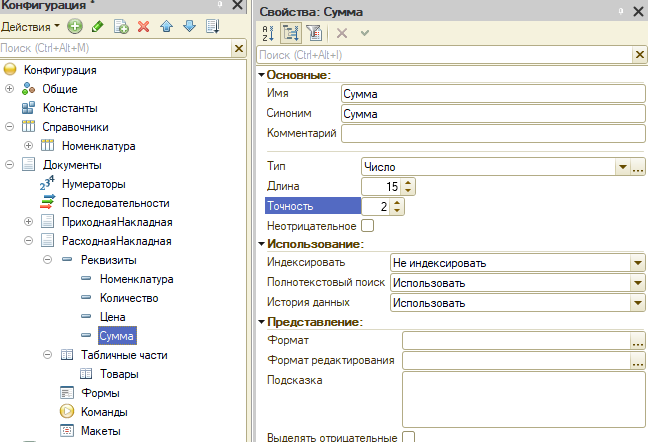 Конфигурация *
Действия
Поиск (Ctrl+Alt+M)
Конфигурация
Общие
Константы
Справочники
Номенклатура
Документы
Нумераторы
Последовательности
ПриходнаяНакладная
РасходнаяНакладная
Реквизиты
Номенклатура
Количество
Цена
Сумма
Табличные части
Товары
Формы
Команды
Макеты
Свойства: Сумма
Поиск (Ctrl+Alt+I)
Основные:
Имя Сумма
Синоним Сумма
Комментарий
Тип Число ...
Длина 15
Точность 2
Неотрицательное
Использование:
Индексировать Не индексировать
Полнотекстовый поиск Использовать
История данных Использовать
Представление:
Формат ...
Формат редактирования ...
Подсказка
Выделять отрицательные